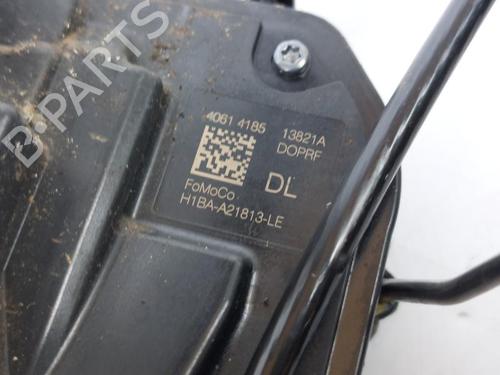 4061 4185 13821A
DOPRF
DL
FoMoCo
H1BA-A21813-LE
B-PARTS